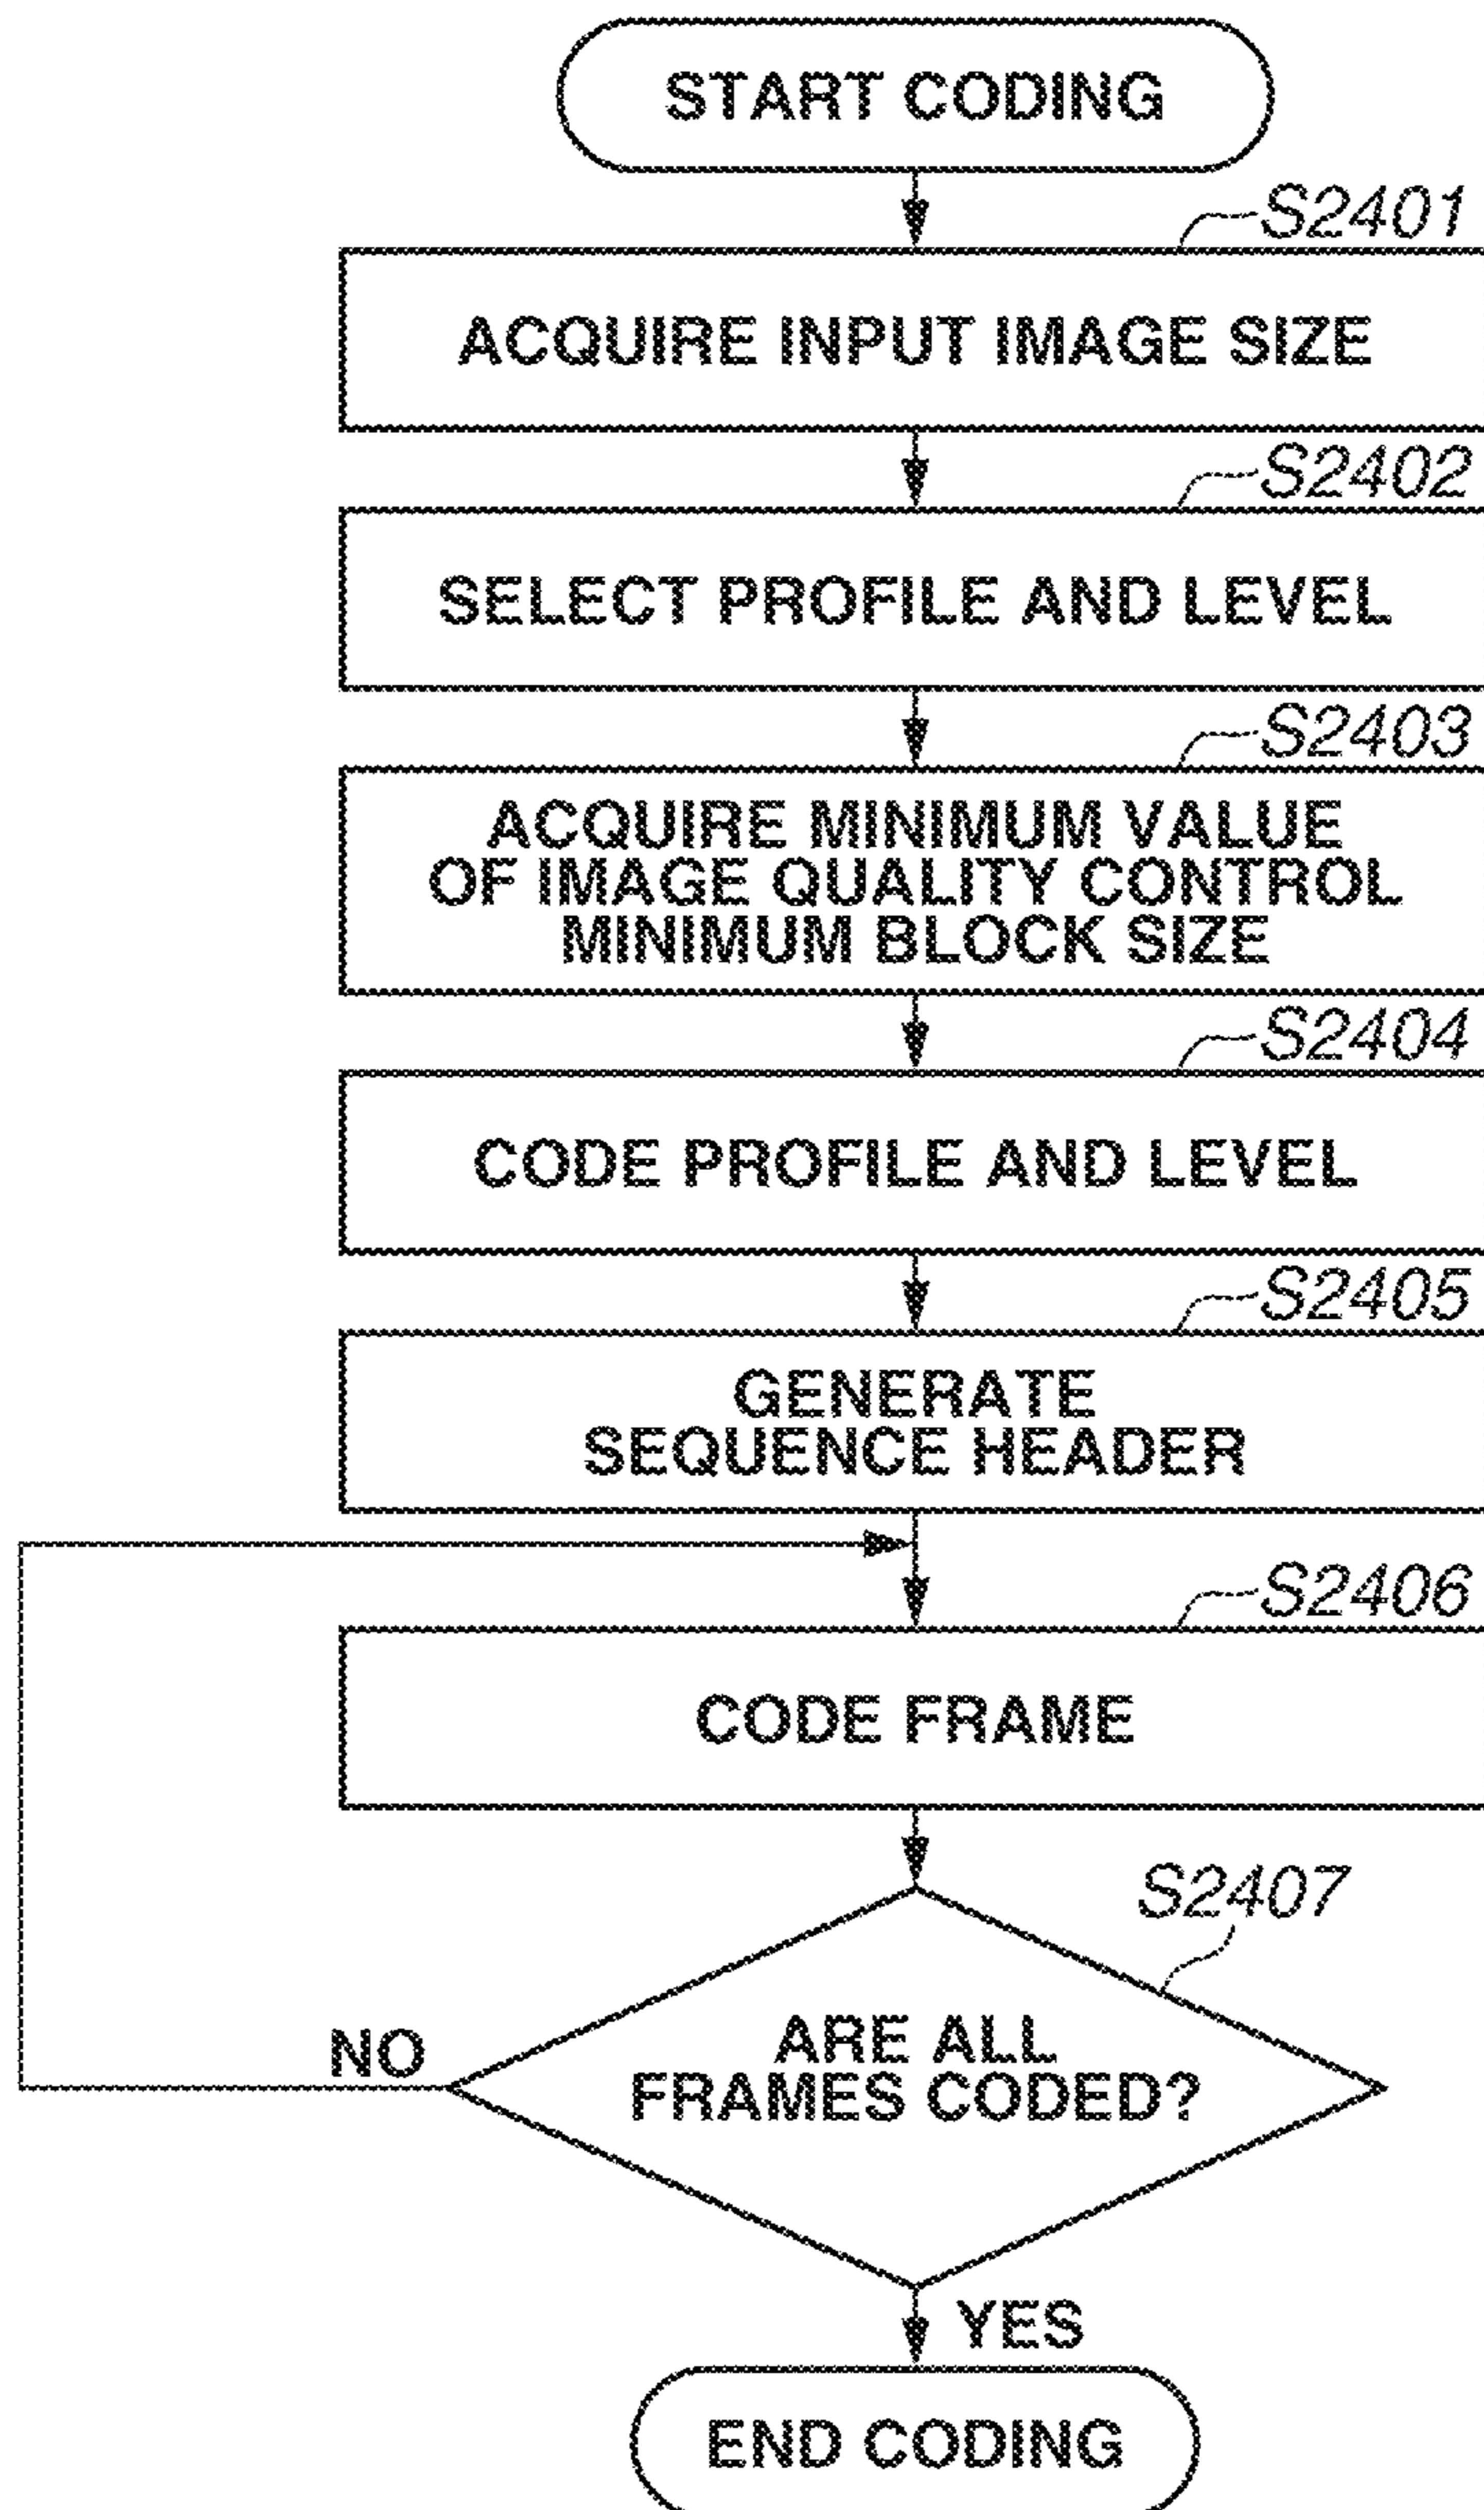 START CODING
S2401
ACQUIRE INPUT IMAGE SIZE
S2402
SELECT PROFILE AND LEVEL
S2403
ACQUIRE MINIMUM VALUE
OF IMAGE QUALITY CONTROL
MINIMUM BLOCK SIZE
S2404
CODE PROFILE AND LEVEL
S2405
GENERATE
SEQUENCE HEADER
S2406
CODE FRAME
S2407
ARE ALL
FRAMES CODED?
NO
YES
END CODING